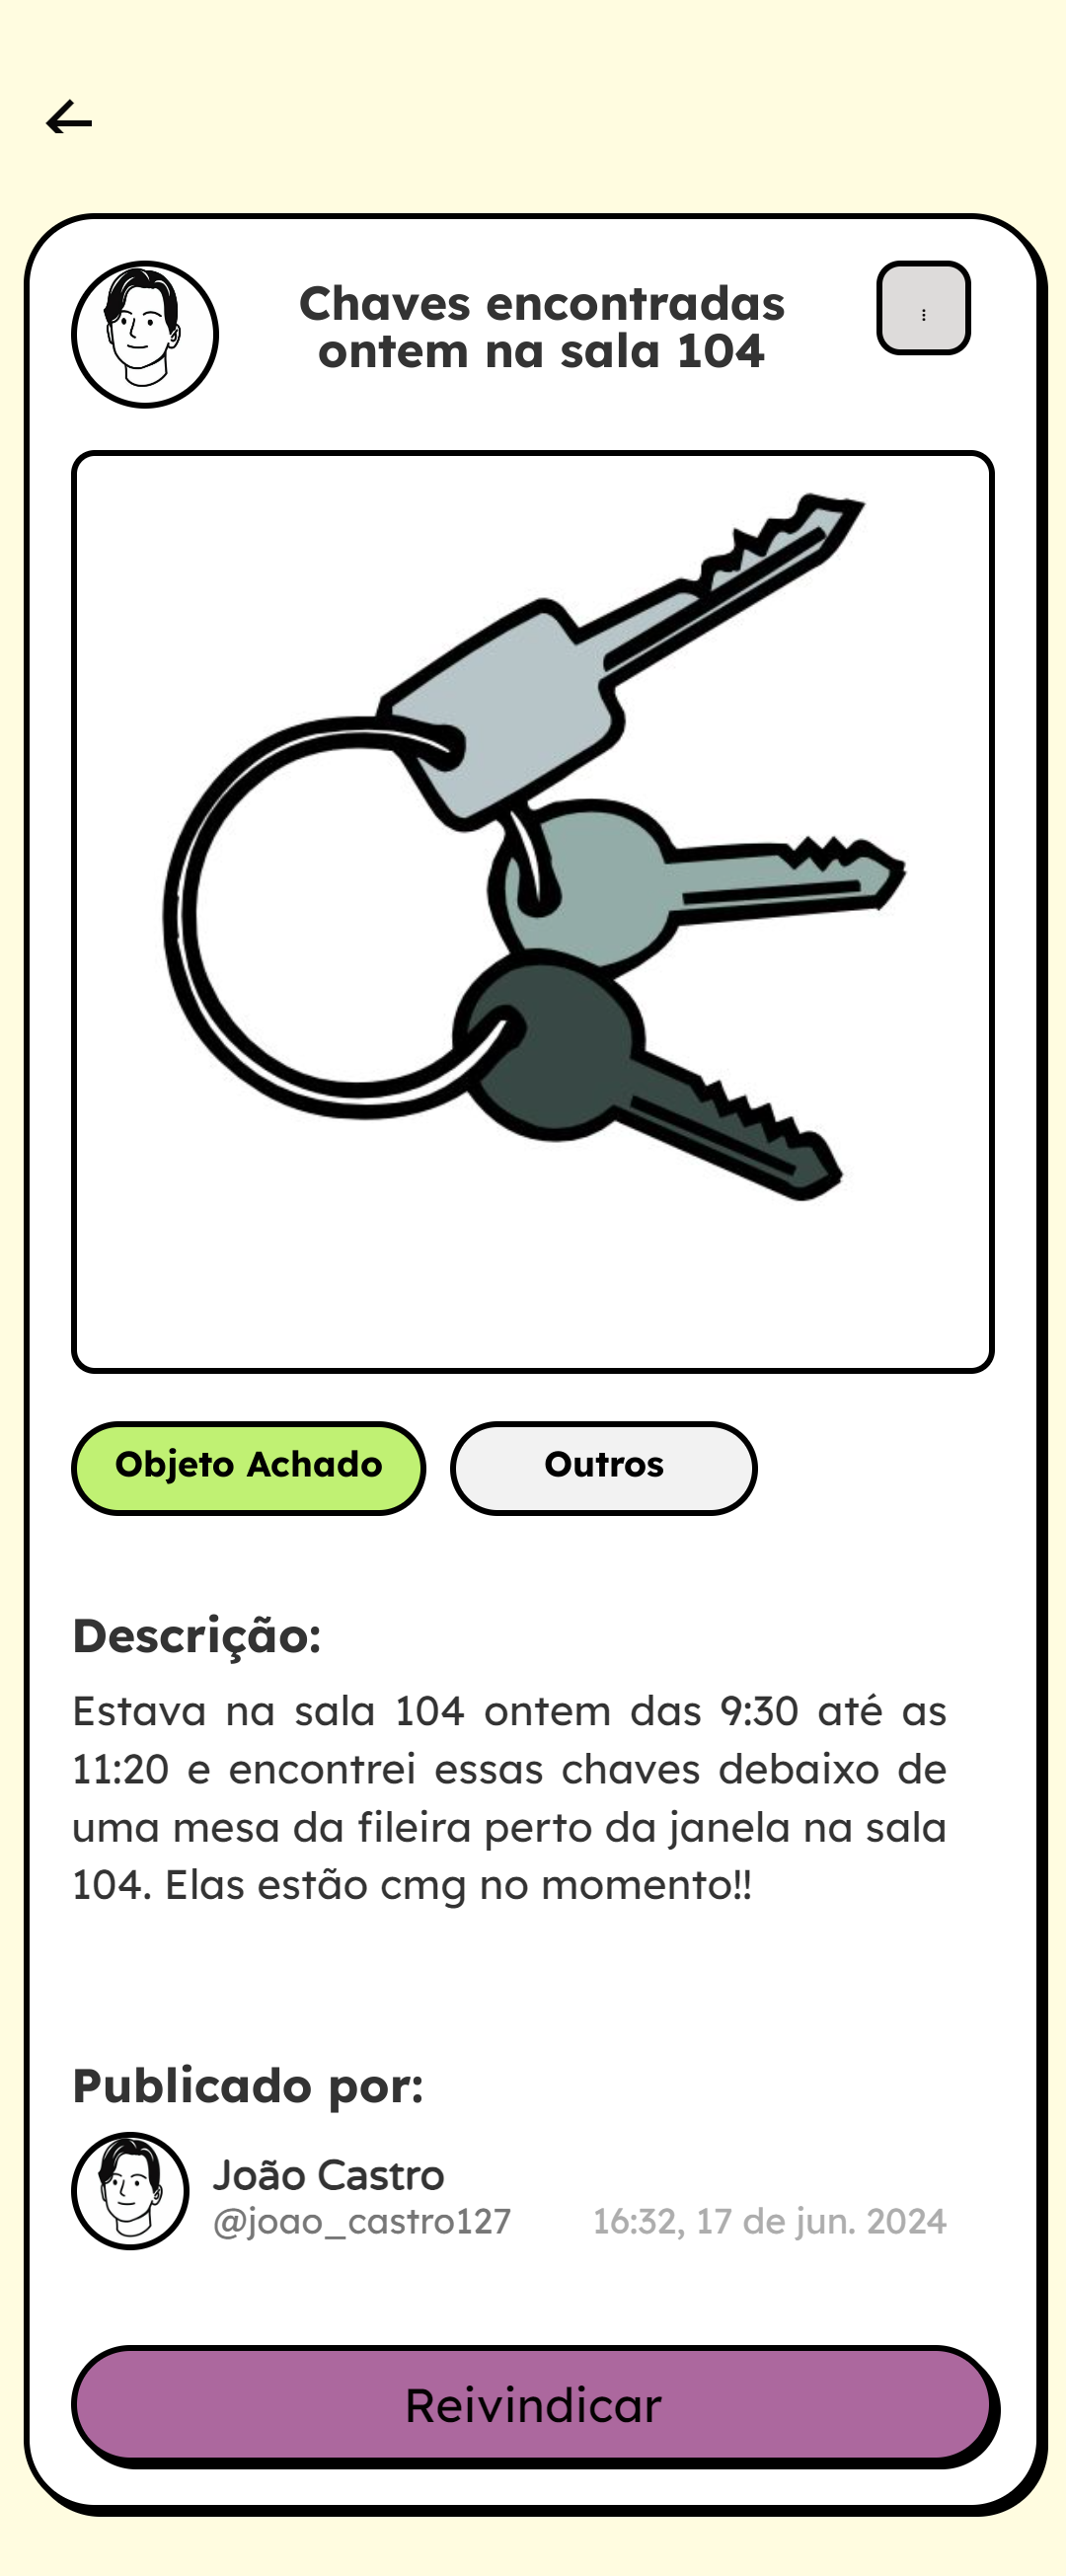 Chaves encontradas
ontem na sala 104
Objeto Achado
Outros
Descrição:
Estava na sala 104 ontem das 9:30 até as
11:20 e encontrei essas chaves debaixo de
uma mesa da fileira perto da janela na sala
104. Elas estão cmg no momento!!
Publicado por:
João Castro
@joao_castro127
16:32, 17 de jun. 2024
Reivindicar